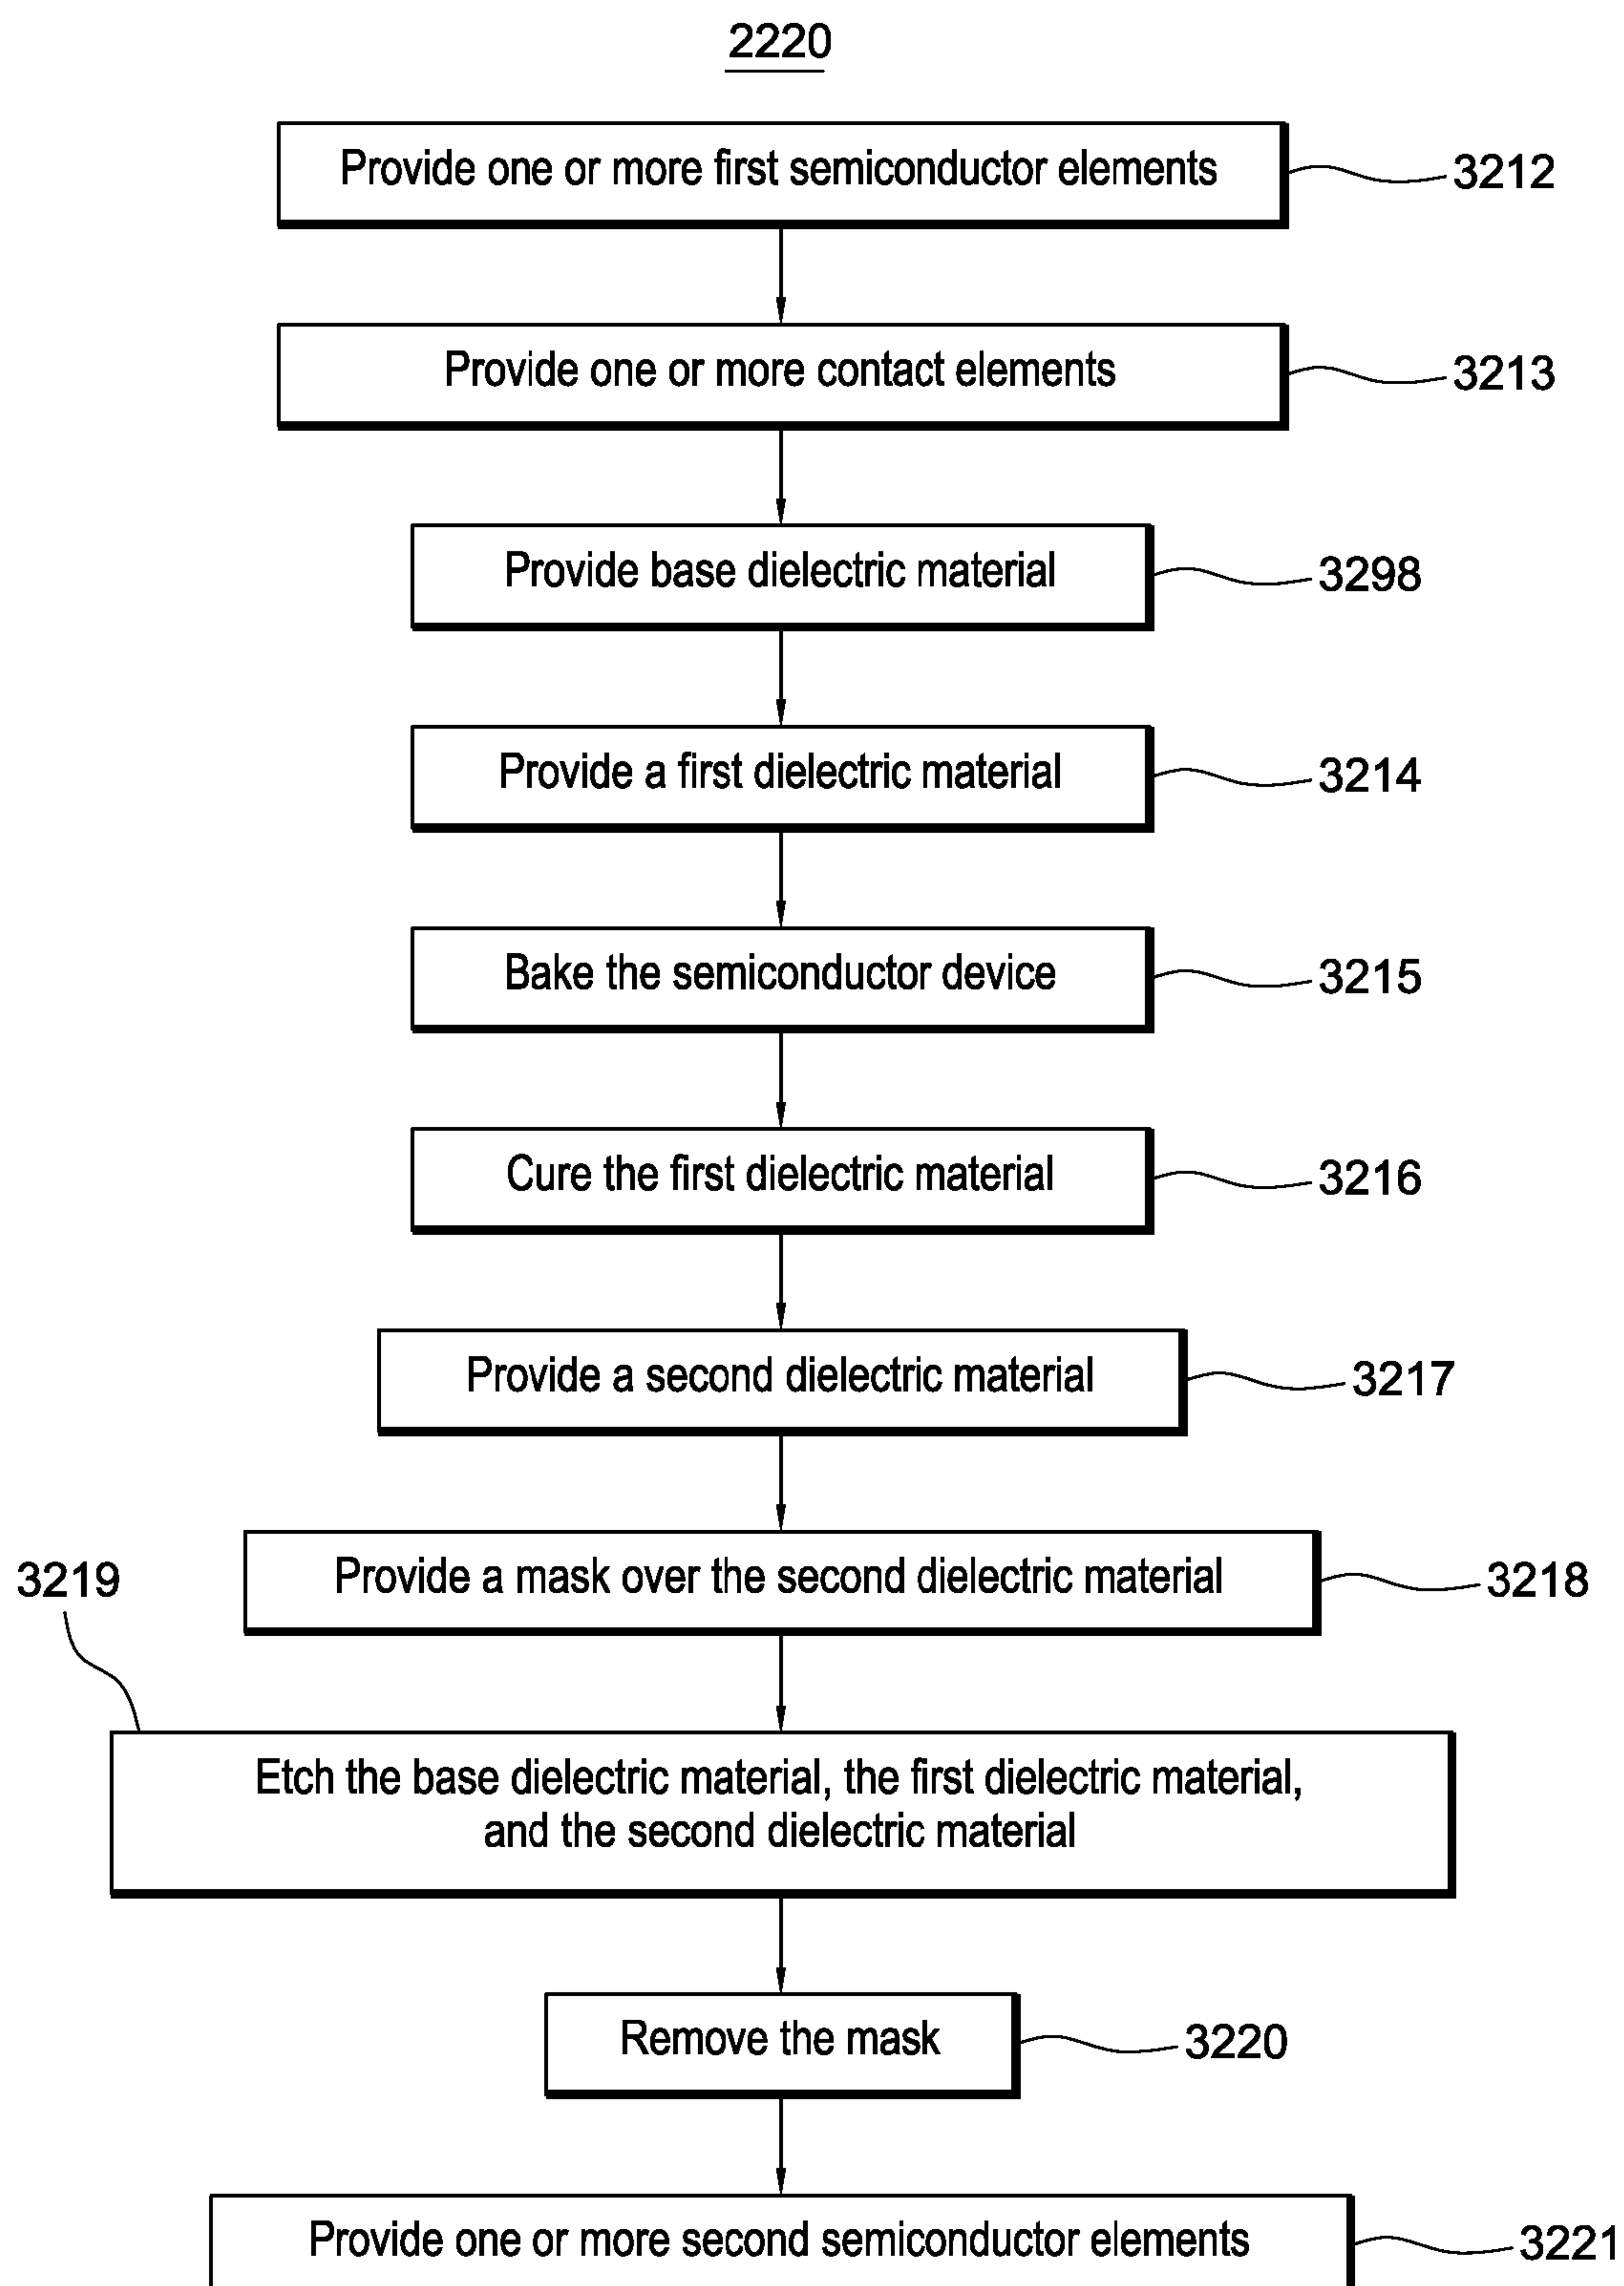 2220
Provide one or more first semiconductor elements
3212
Provide one or more contact elements
3213
Provide base dielectric material
3298
Provide a first dielectric material
3214
Bake the semiconductor device
3215
Cure the first dielectric material
3216
Provide a second dielectric material
3217
Provide a mask over the second dielectric material
3218
3219
Etch the base dielectric material, the first dielectric material,
and the second dielectric material
Remove the mask
3220
Provide one or more second semiconductor elements
3221